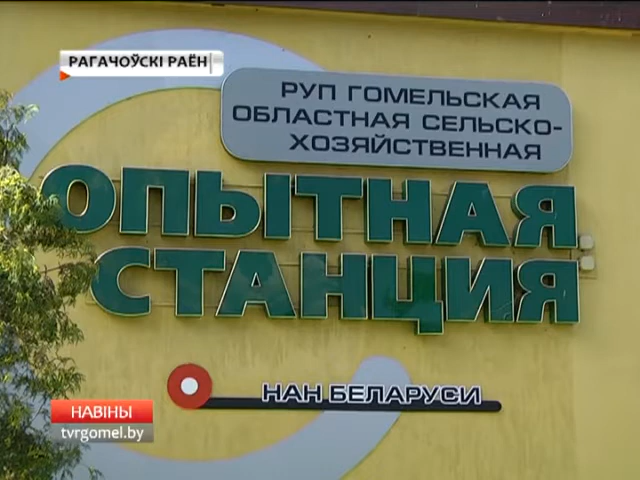 РАГАЧОЎСКІ РАЁН
РУП ГОМЕЛЬСКАЯ
ОБЛАСТНАЯ СЕЛЬСКО-
ХОЗЯЙСТВЕННАЯ
ОПЫТНАЯ
СТАНЦИЯ
НАН БЕЛАРУСИ
НАВІНЫ
tvrgomel.by